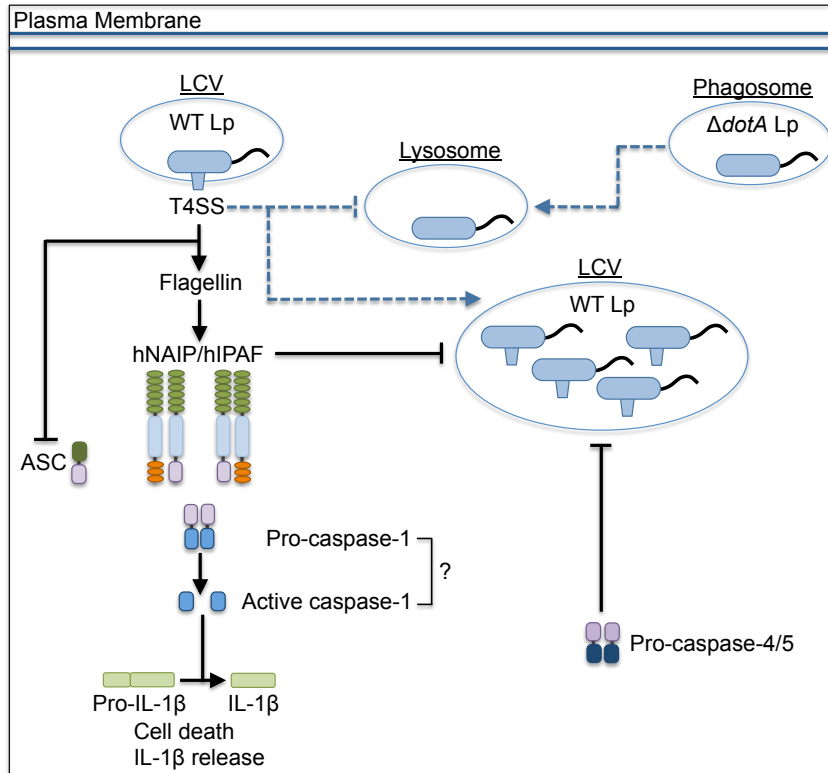 Plasma Membrane
LCV
WT Lp
T4SS
Lysosome
Phagosome
ΔdotA Lp
Flagellin
LCV
WT Lp
hNAIP/hIPAF
ASC
Pro-caspase-1
?
Active caspase-1
Pro-caspase-4/5
Pro-IL-1β
IL-1β
Cell death
IL-1β release